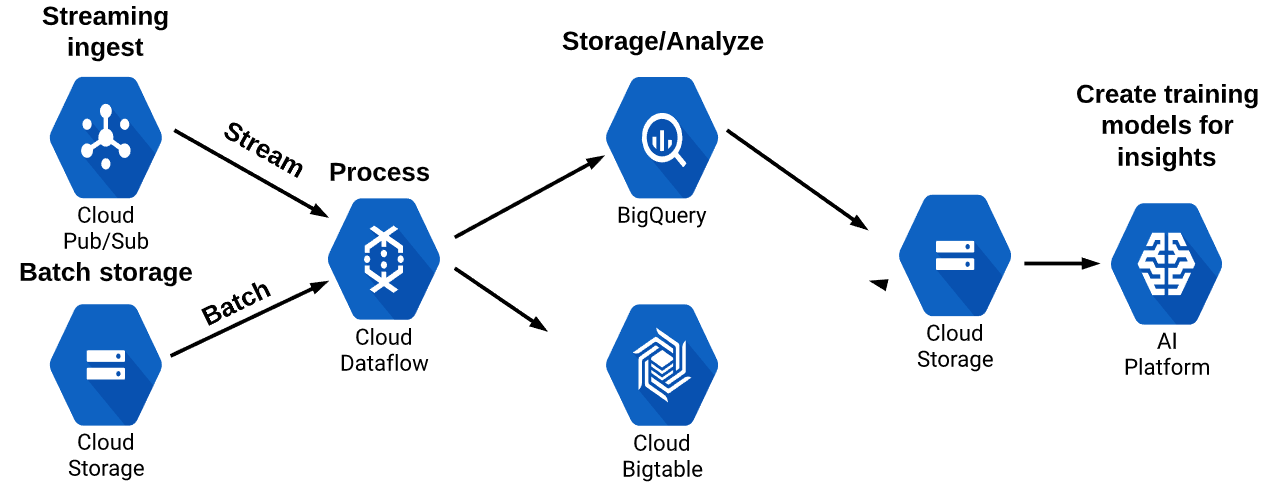 Streaming
ingest
Cloud
Pub/Sub
Batch storage
Cloud
Storage
Stream
Batch
Process
Cloud
Dataflow
Storage/Analyze
BigQuery
Cloud
Bigtable
Cloud
Storage
Create training
models for
insights
AI
Platform